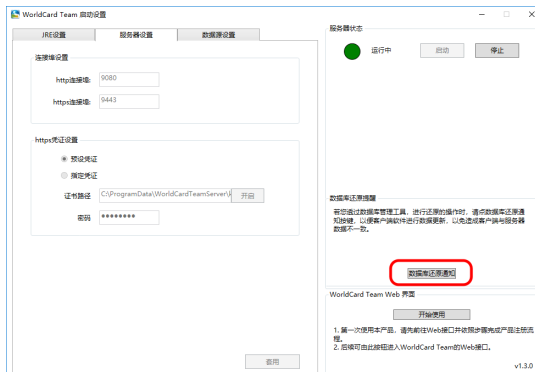 WorldCard Team 启动设置
JRE设置
服务器设置
数据源设置
连接埠设置
http连接埠: 9080
https连接埠: 9443
https凭证设置
预设凭证
指定凭证
证书路径 C:\ProgramData\WorldCardTeamServer\ 开启
密码 ********
套用
服务器状态
运行中 启动 停止
数据库还原提醒
若您透过数据库管理工具，进行还原的操作时，请点数据库还原通
知按键，以便客户端软件进行数据更新，以免造成客户端与服务器
数据不一致。
数据库还原通知
WorldCard Team Web 界面
开始使用
1. 第一次使用本产品，请先前往Web接口并依照步骤完成产品注册流
程。
2. 后续可由此按钮进入WorldCard Team的Web接口。
v1.3.0